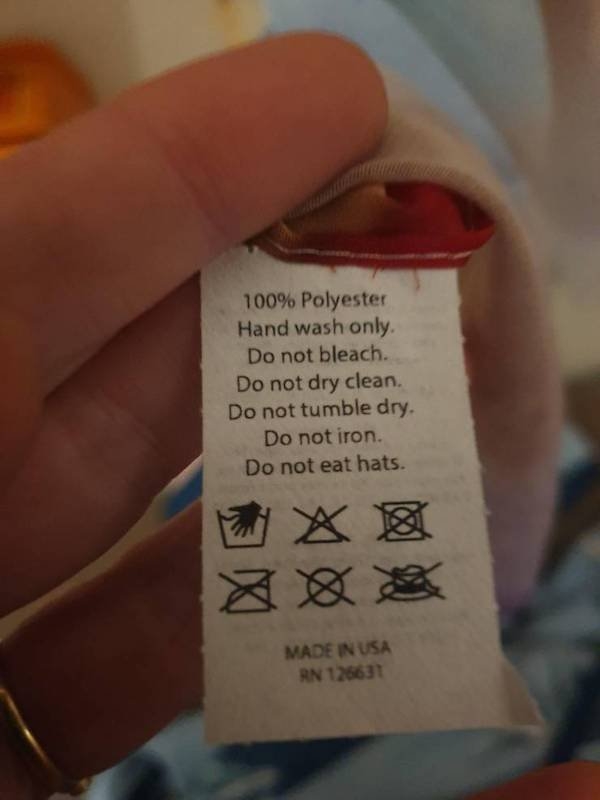 100% Polyester
Hand wash only.
Do not bleach.
Do not dry clean.
Do not tumble dry.
Do not iron.
Do not eat hats.
MADE IN USA
RN 126631